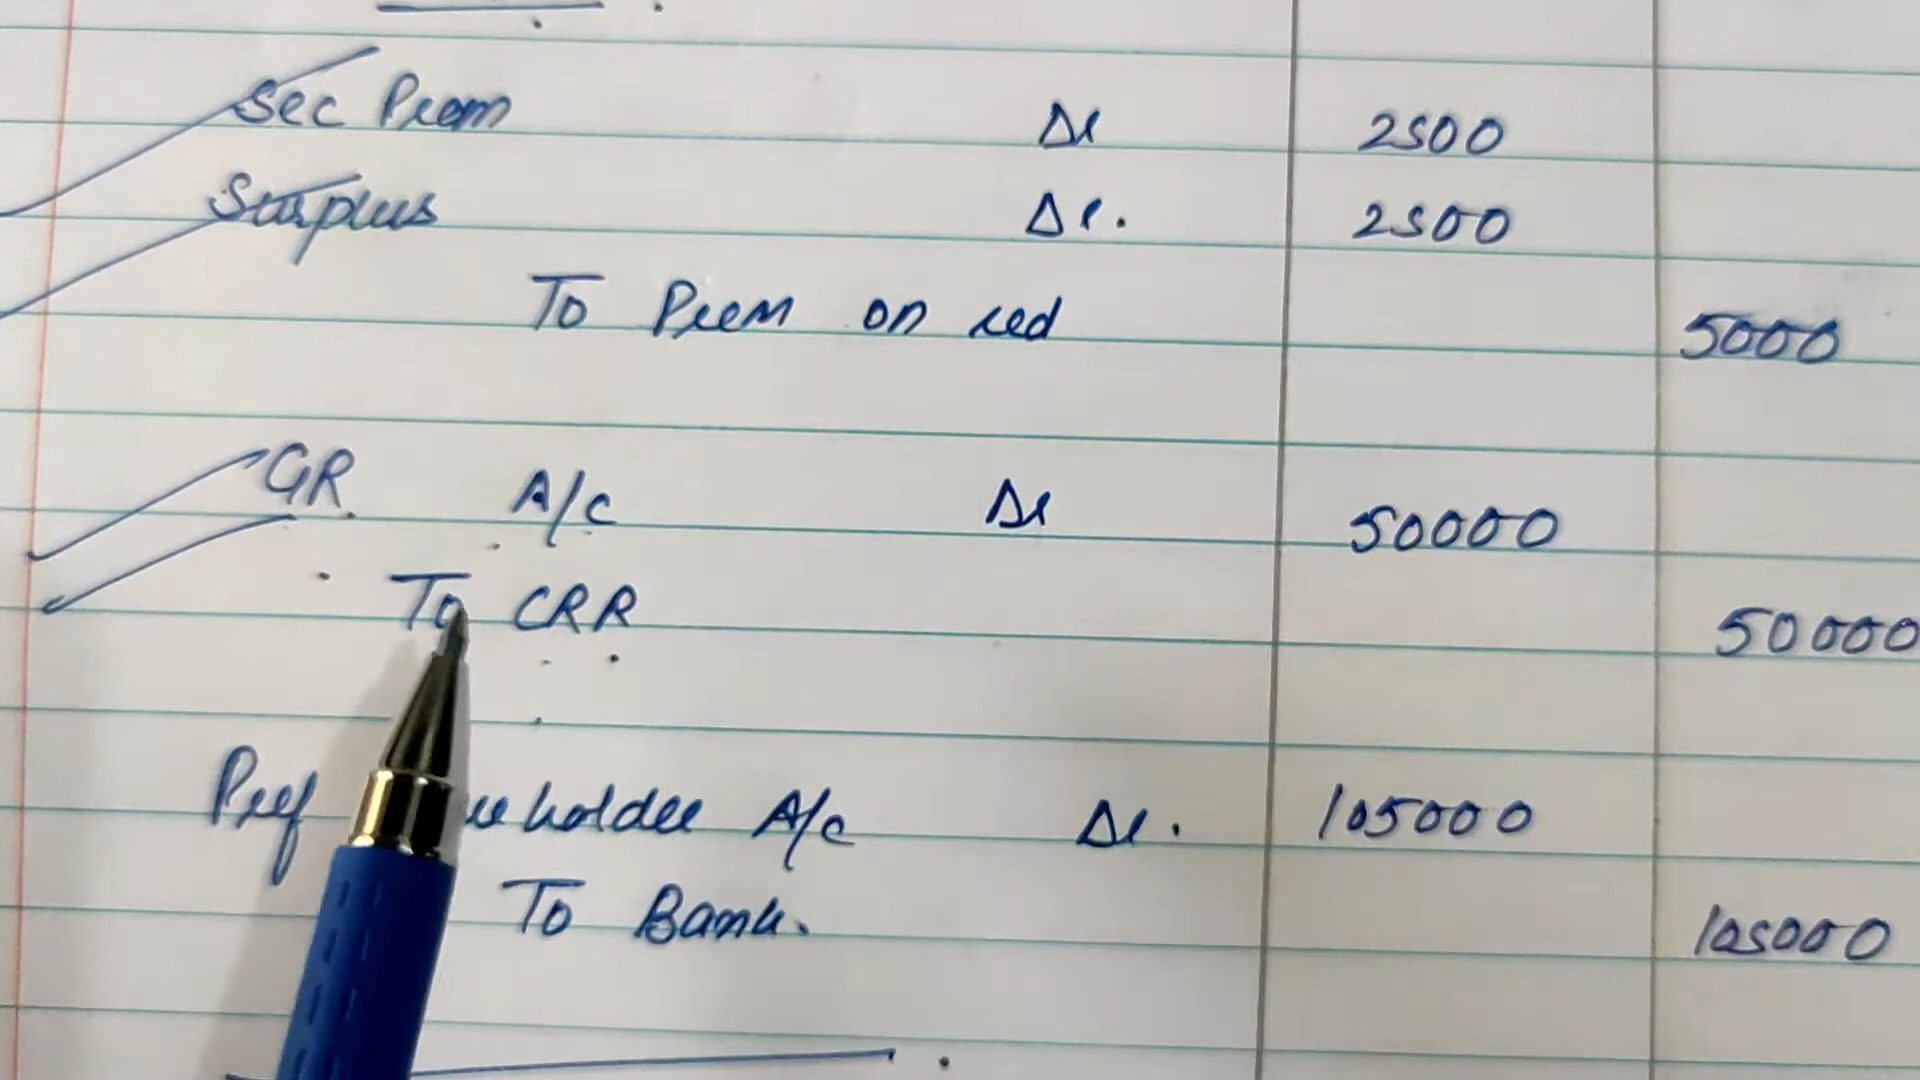 Sec Prem Dr 2500
Surplus Dr. 2500
To Prem on red 5000
GR. A/c Dr 50000
To CRR 50000
Pref holder A/c Dr. 105000
To Bank. 105000